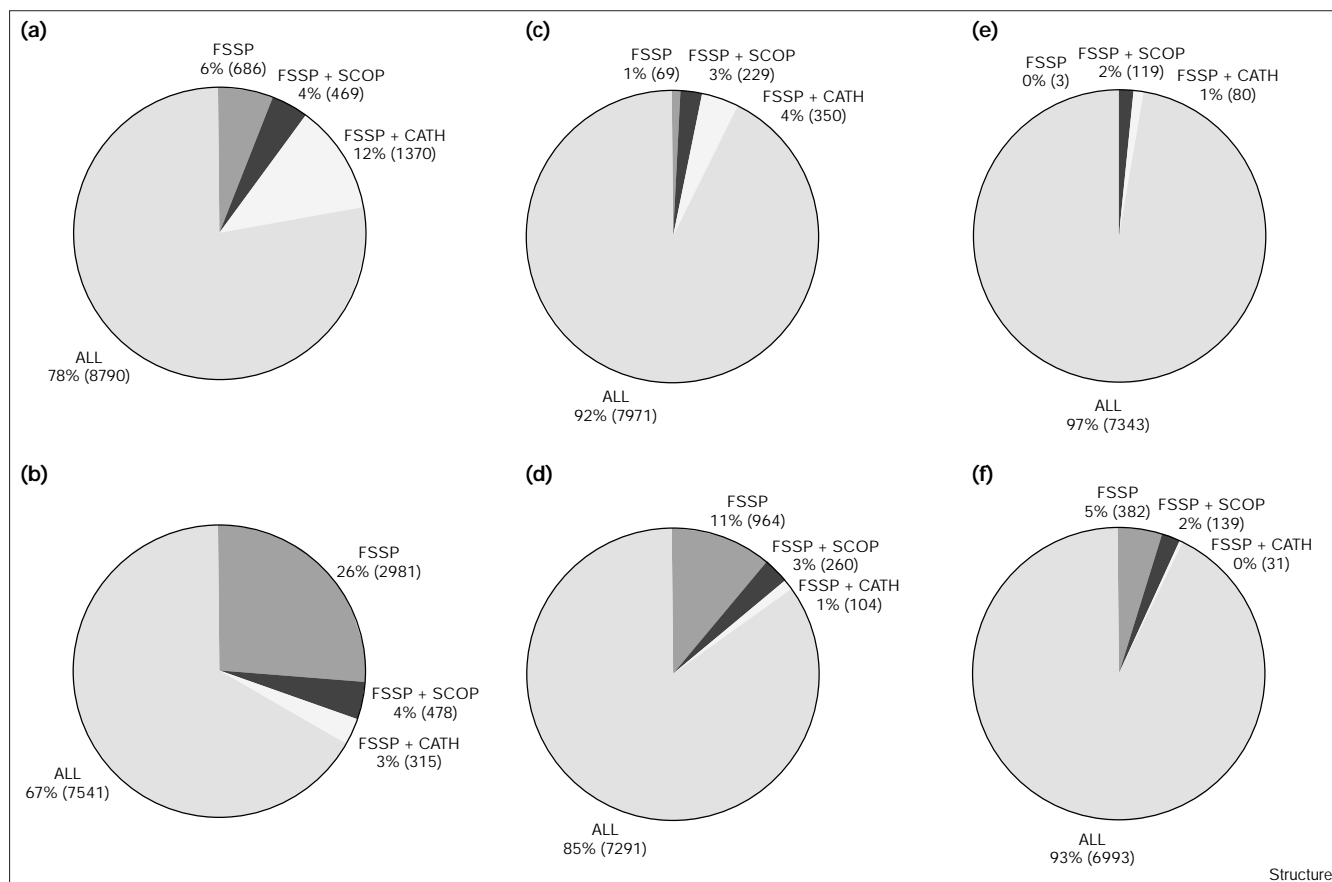 (a)
FSSP
6% (686)
FSSP + SCOP
4% (469)
FSSP + CATH
12% (1370)
ALL
78% (8790)
(c)
FSSP
1% (69)
FSSP + SCOP
3% (229)
FSSP + CATH
4% (350)
ALL
92% (7971)
(e)
FSSP
0% (3)
FSSP + SCOP
2% (119)
FSSP + CATH
1% (80)
ALL
97% (7343)
(b)
FSSP
26% (2981)
FSSP + SCOP
4% (478)
FSSP + CATH
3% (315)
ALL
67% (7541)
(d)
FSSP
11% (964)
FSSP + SCOP
3% (260)
FSSP + CATH
1% (104)
ALL
85% (7291)
(f)
FSSP
5% (382)
FSSP + SCOP
2% (139)
FSSP + CATH
0% (31)
ALL
93% (6993)
Structure